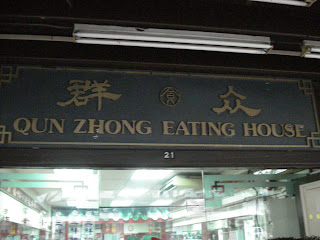 群 众
QUN ZHONG EATING HOUSE
21